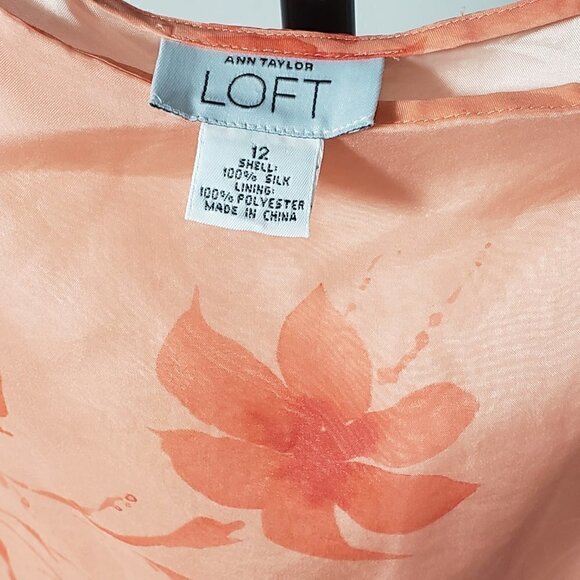 ANN TAYLOR
LOFT
12
SHELL:
100% SILK
LINING:
100% POLYESTER
MADE IN CHINA